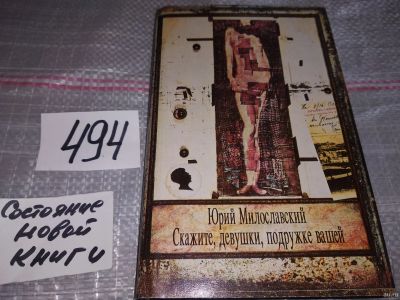 494
Состояние
новой
книги
Юрий Милославский
Скажите, девушки, подружке вашей